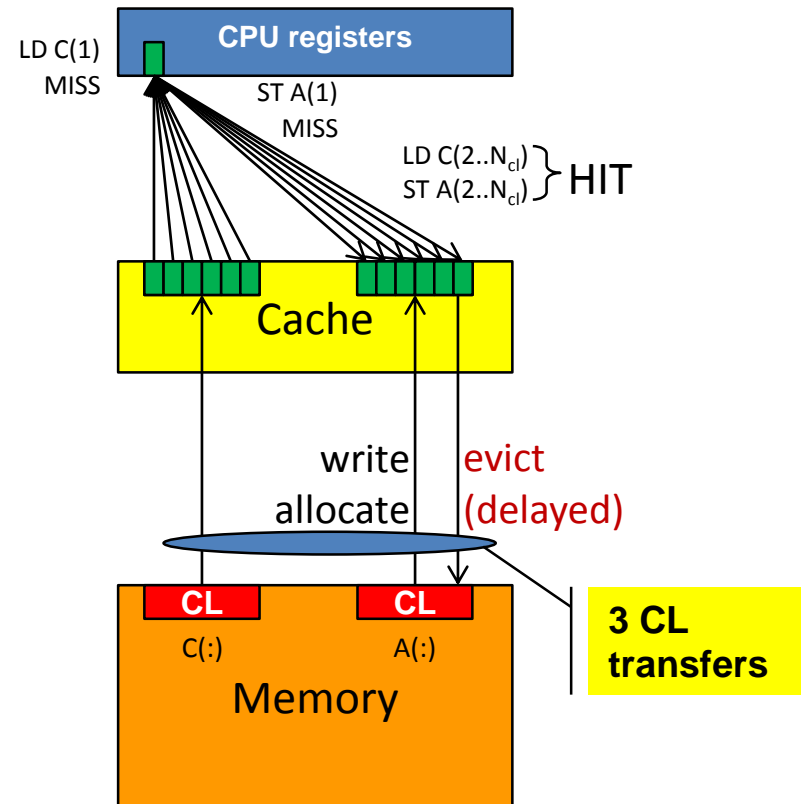 CPU registers
LD C(1)
MISS
ST A(1)
MISS
LD C(2..Ncl)
ST A(2..Ncl)
HIT
Cache
write
allocate
evict
(delayed)
CL
CL
C(:)
A(:)
3 CL
transfers
Memory